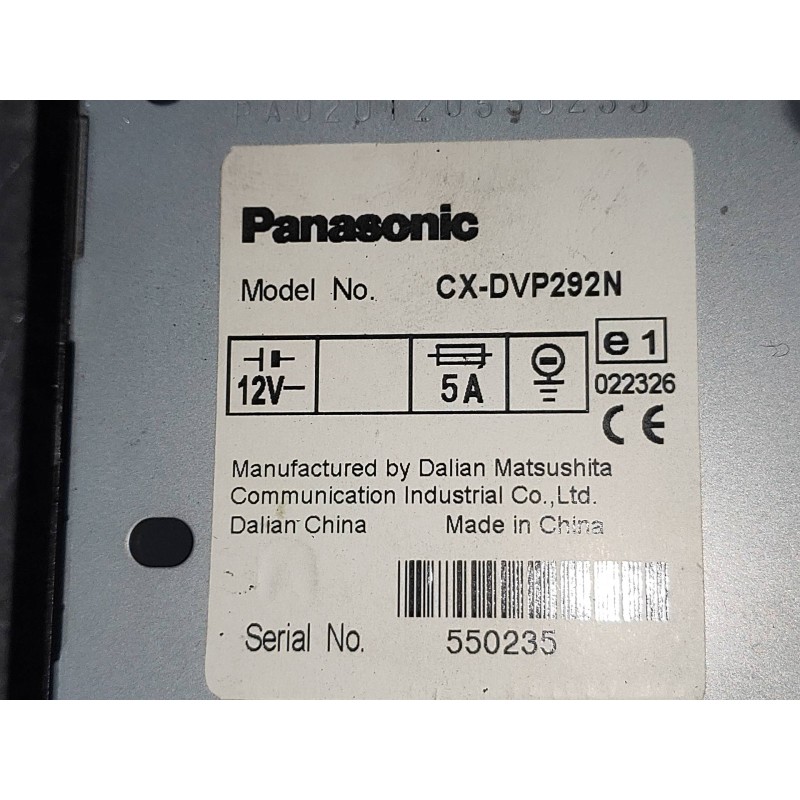 Panasonic
Model No. CX-DVP292N
12V 5A e1
022326
CE
Manufactured by Dalian Matsushita
Communication Industrial Co.,Ltd.
Dalian China Made in China
Serial No. 550235